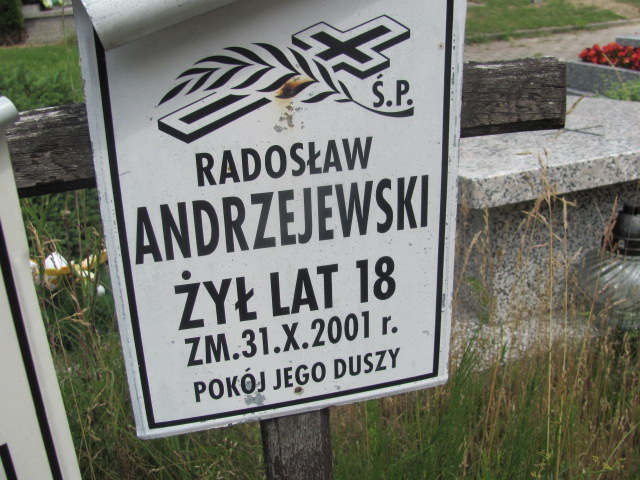 Ś.P.
RADOSŁAW
ANDRZEJEWSKI
ŻYŁ LAT 18
ZM.31.X.2001 r.
POKÓJ JEGO DUSZY